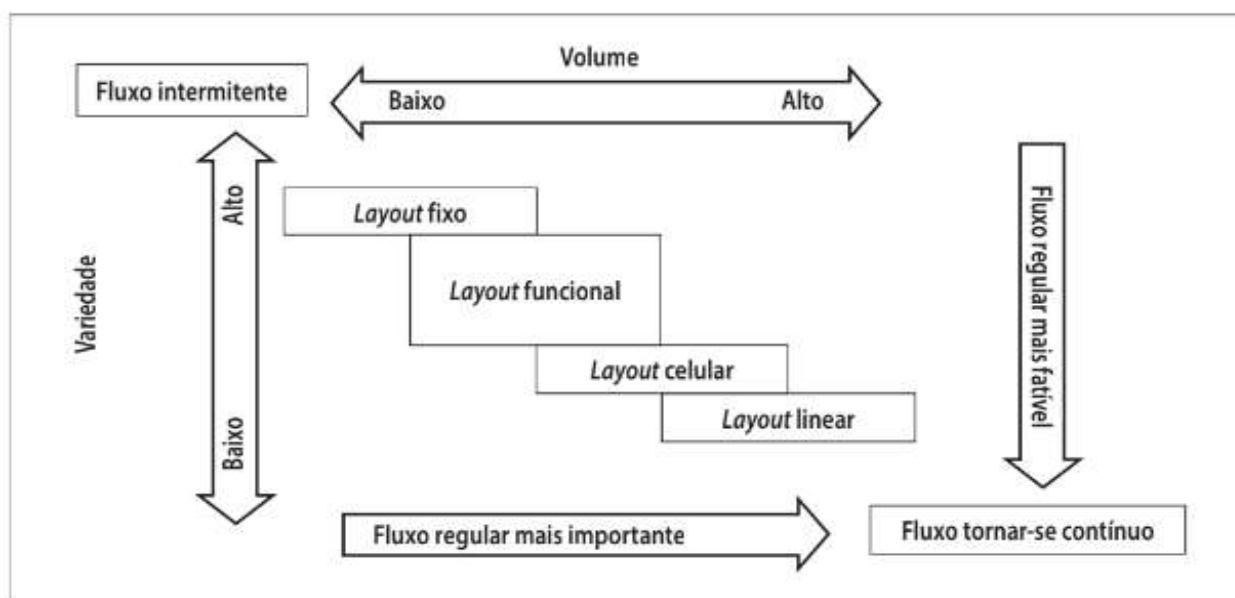 Volume
Fluxo intermitente
Baixo
Alto
Alto
Layout fixo
Fluxo regular mais fatível
Layout funcional
Variedade
Layout celular
Baixo
Layout linear
Fluxo regular mais importante
Fluxo tornar-se contínuo